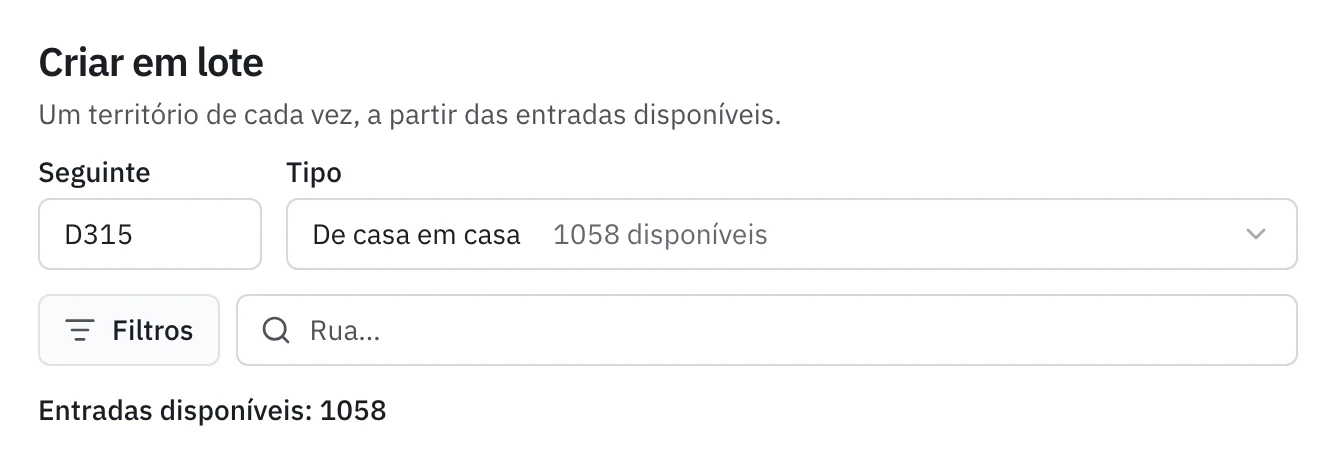 Criar em lote
Um território de cada vez, a partir das entradas disponíveis.
Seguinte
Tipo
D315
De casa em casa 1058 disponíveis
Filtros
Rua...
Entradas disponíveis: 1058